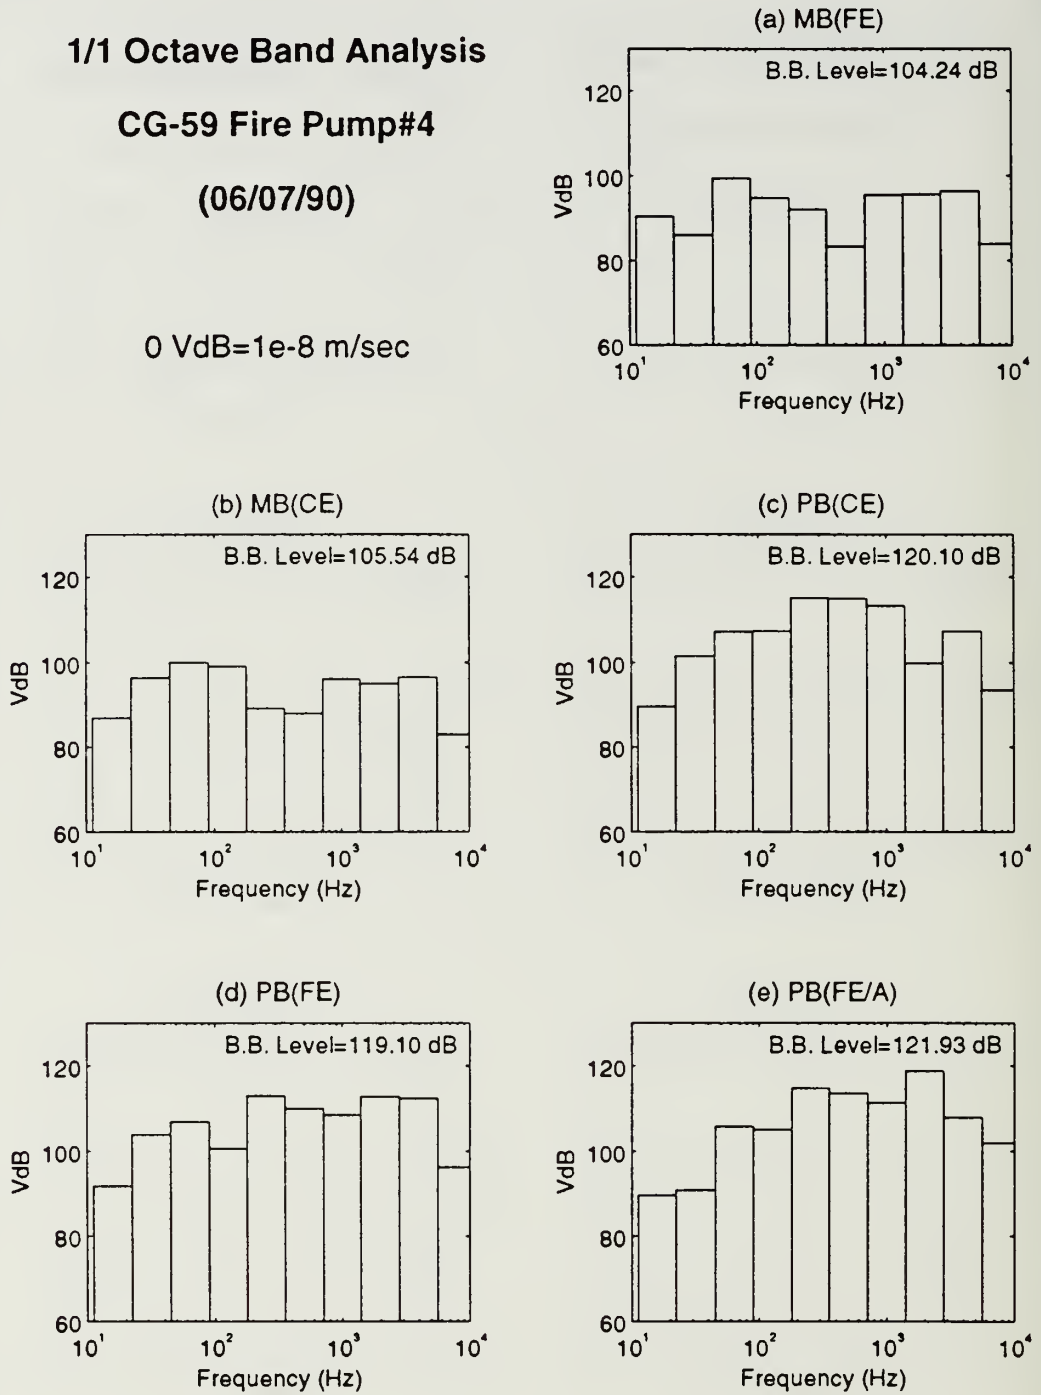 1/1 Octave Band Analysis
CG-59 Fire Pump#4
(06/07/90)
0 VdB=1e-8 m/sec
(a) MB(FE)
B.B. Level=104.24 dB
120
100
80
60
VdB
10¹ 10² 10³ 10⁴
Frequency (Hz)
(b) MB(CE)
B.B. Level=105.54 dB
120
100
80
60
VdB
10¹ 10² 10³ 10⁴
Frequency (Hz)
(c) PB(CE)
B.B. Level=120.10 dB
120
100
80
60
VdB
10¹ 10² 10³ 10⁴
Frequency (Hz)
(d) PB(FE)
B.B. Level=119.10 dB
120
100
80
60
VdB
10¹ 10² 10³ 10⁴
Frequency (Hz)
(e) PB(FE/A)
B.B. Level=121.93 dB
120
100
80
60
VdB
10¹ 10² 10³ 10⁴
Frequency (Hz)